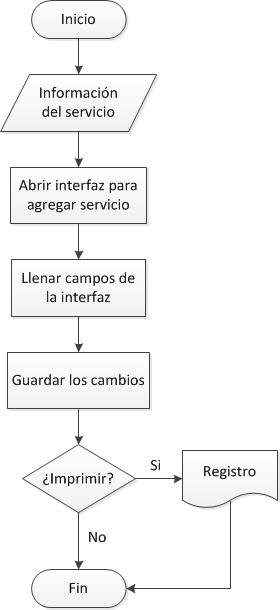 Inicio
Información
del servicio
Abrir interfaz para
agregar servicio
Llenar campos de
la interfaz
Guardar los cambios
¿Imprimir?
Si
Registro
No
Fin